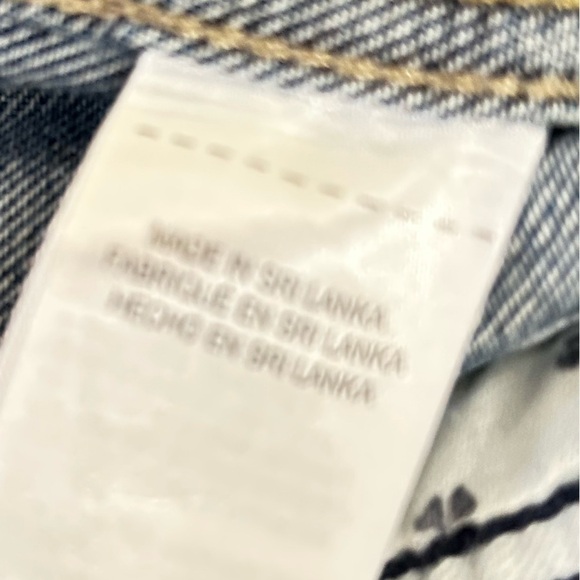 MADE IN SRI LANKA
FABRIQUÉ EN SRI LANKA
HECHO EN SRI LANKA